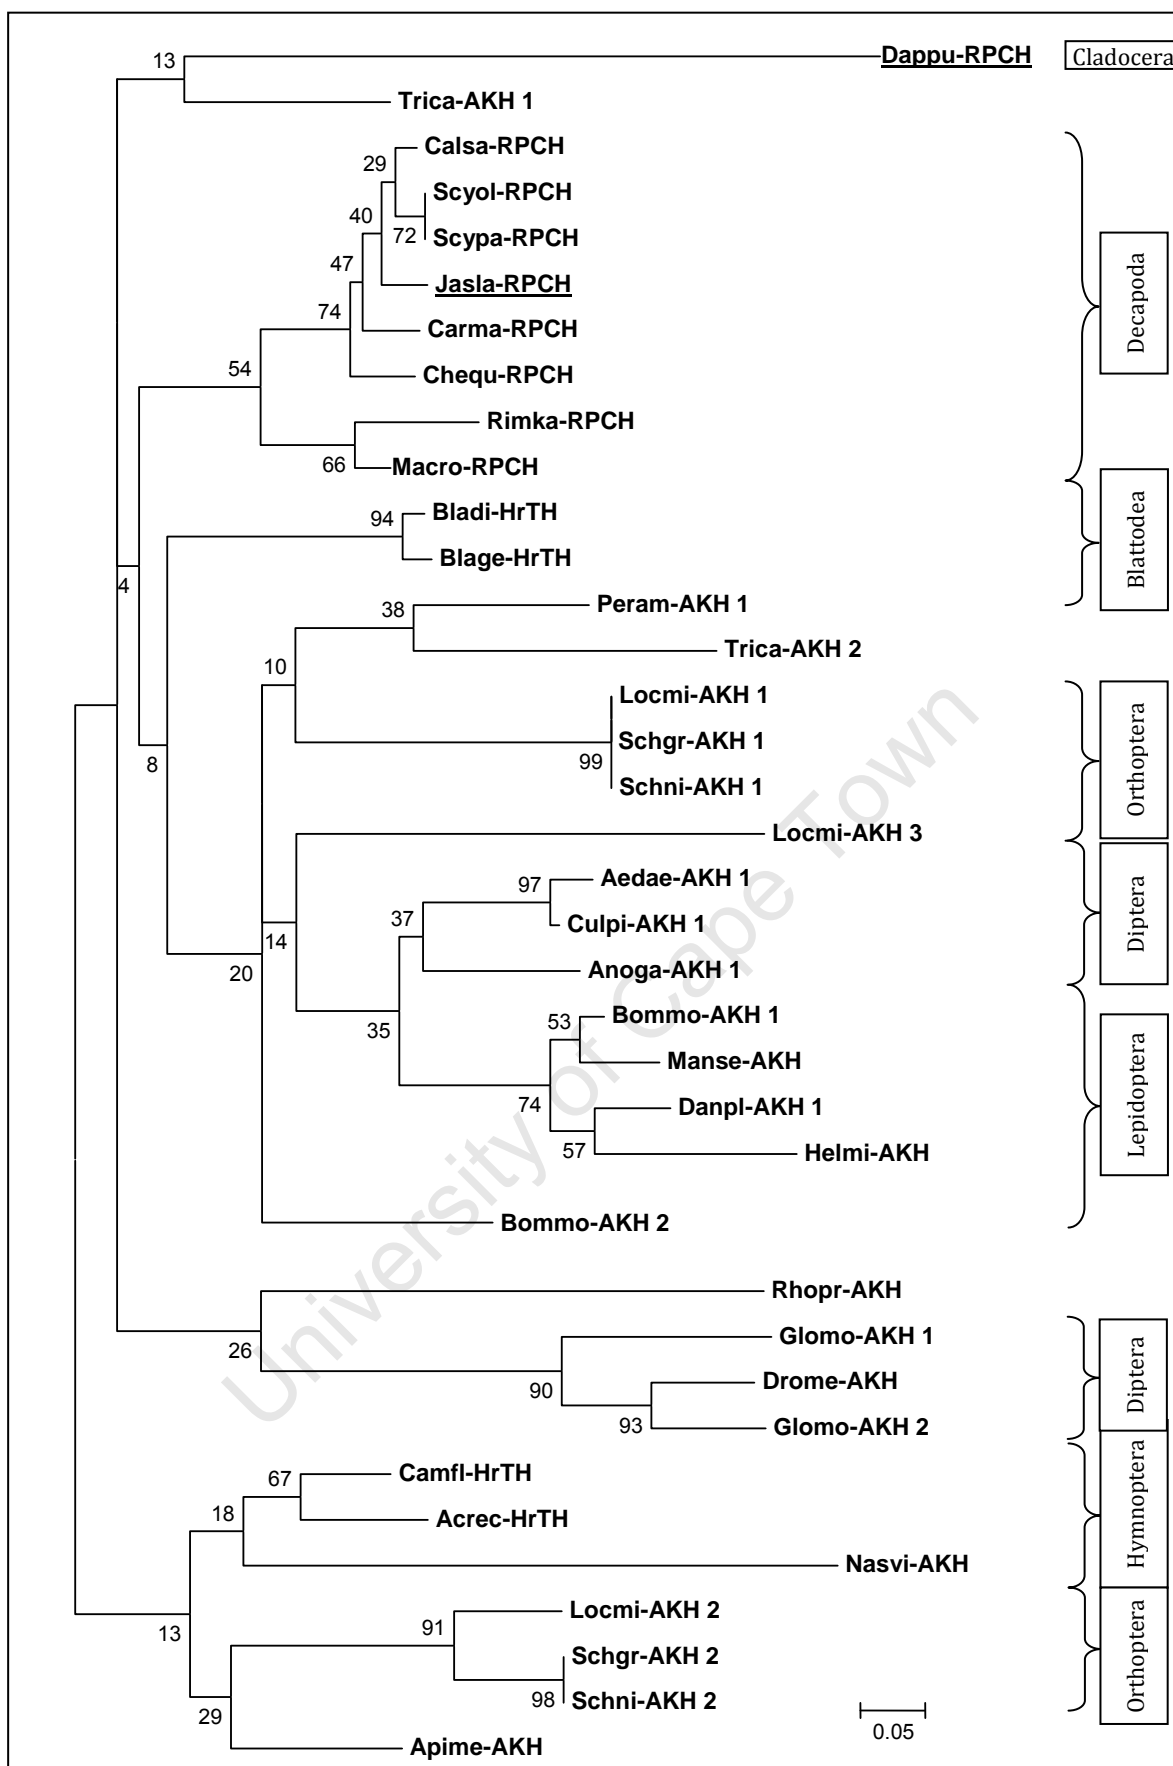 13
Dappu-RPCH
Cladocera
Trica-AKH 1
Calsa-RPCH
29
Scyol-RPCH
40
72
Scypa-RPCH
47
Jasla-RPCH
Decapoda
74
Carma-RPCH
54
Chequ-RPCH
Rimka-RPCH
66
Macro-RPCH
94
Bladi-HrTH
Blattodea
Blage-HrTH
4
38
Peram-AKH 1
Trica-AKH 2
10
Locmi-AKH 1
Schgr-AKH 1
Orthoptera
8
99
Schni-AKH 1
Locmi-AKH 3
97
Aedae-AKH 1
37
Culpi-AKH 1
Diptera
14
20
Anoga-AKH 1
35
53
Bommo-AKH 1
Manse-AKH
74
Danpl-AKH 1
Lepidoptera
57
Helmi-AKH
Bommo-AKH 2
Rhopr-AKH
26
Glomo-AKH 1
90
Drome-AKH
Diptera
93
Glomo-AKH 2
67
Camfl-HrTH
18
Acrec-HrTH
Hymnoptera
Nasvi-AKH
13
91
Locmi-AKH 2
Schgr-AKH 2
Orthoptera
98
Schni-AKH 2
29
0.05
Apime-AKH
University of Cape Town